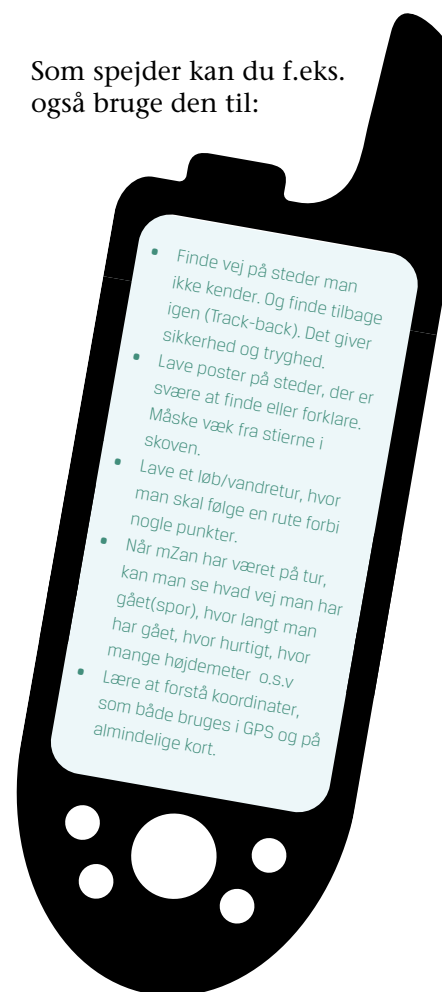 Som spejder kan du f.eks.
også bruge den til:
• Finde vej på steder man
ikke kender. Og finde tilbage
igen (Track-back). Det giver
sikkerhed og tryghed.
• Lave poster på steder, der er
svære at finde eller forklare.
Måske væk fra stierne i
skoven.
• Lave et løb/vandretur, hvor
man skal følge en rute forbi
nogle punkter.
• Når mZan har været på tur,
kan man se hvad vej man har
gået(spor), hvor langt man
har gået, hvor hurtigt, hvor
mange højdemeter o.s.v
• Lære at forstå koordinater,
som både bruges i GPS og på
almindelige kort.